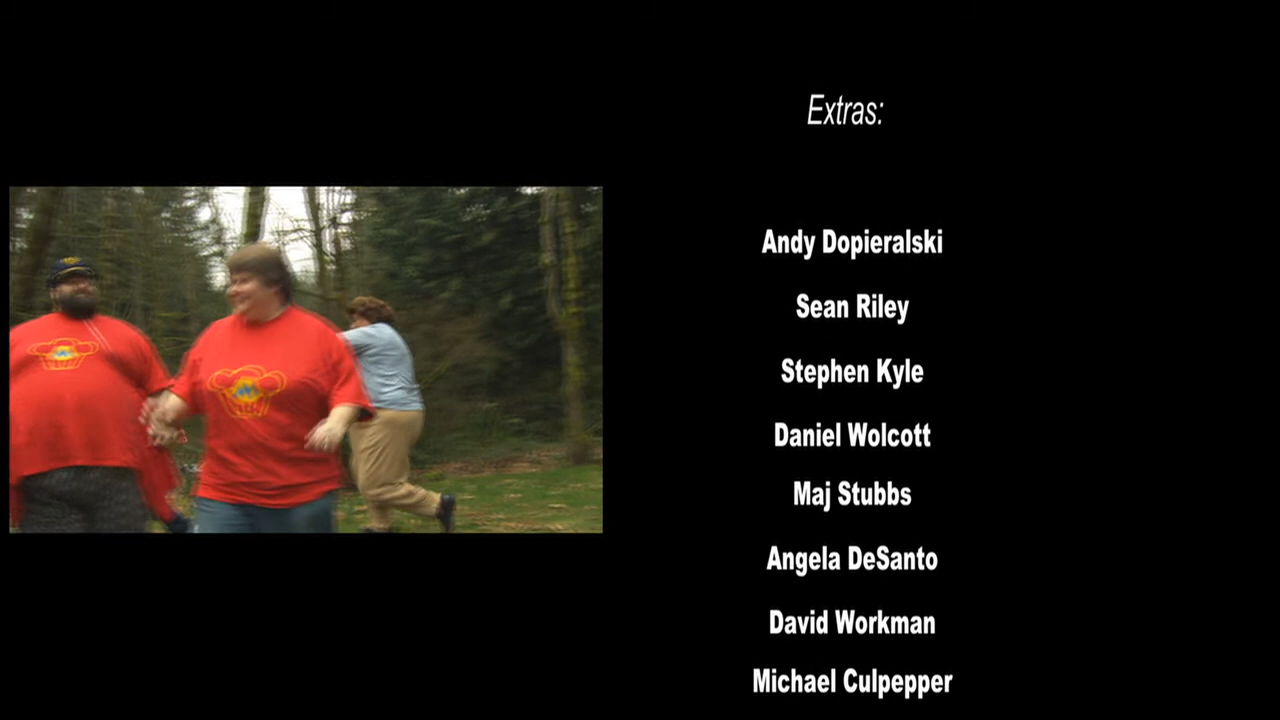 Extras:
Andy Dopieralski
Sean Riley
Stephen Kyle
Daniel Wolcott
Maj Stubbs
Angela DeSanto
David Workman
Michael Culpepper